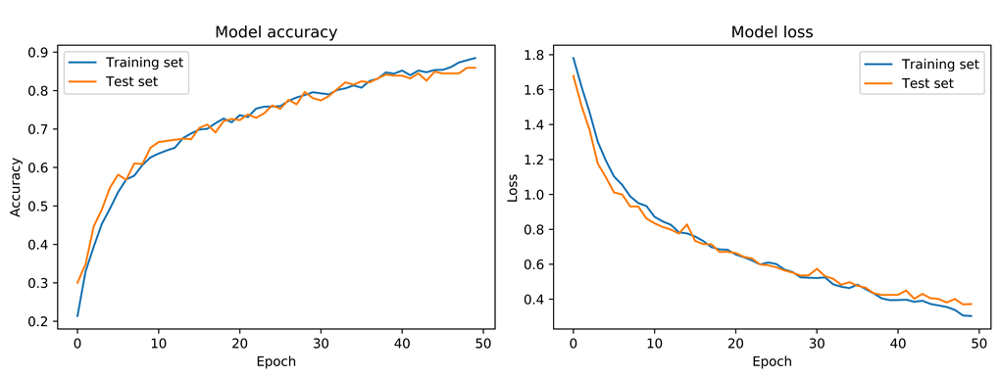 Model accuracy
Training set
Test set
Accuracy
0.9
0.8
0.7
0.6
0.5
0.4
0.3
0.2
0
10
20
30
40
50
Epoch
Model loss
Training set
Test set
Loss
1.8
1.6
1.4
1.2
1.0
0.8
0.6
0.4
0
10
20
30
40
50
Epoch